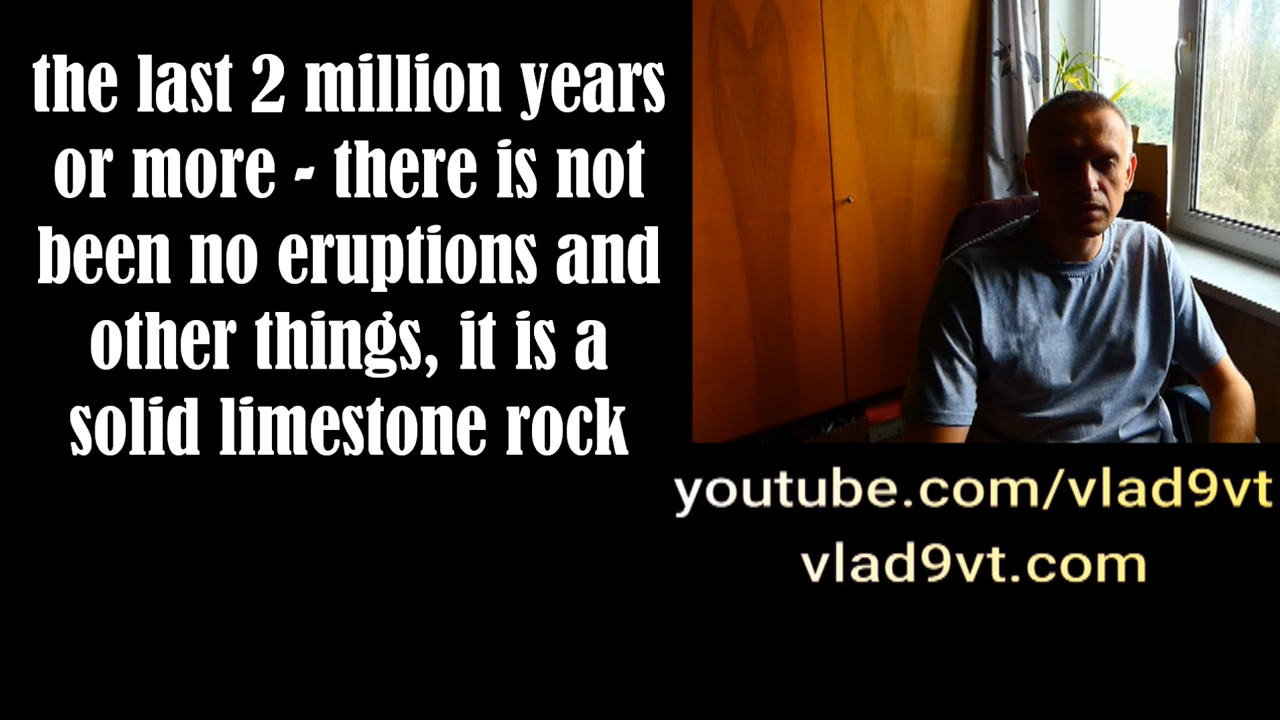 the last 2 million years
or more - there is not
been no eruptions and
other things, it is a
solid limestone rock
youtube.com/vlad9vt
vlad9vt.com